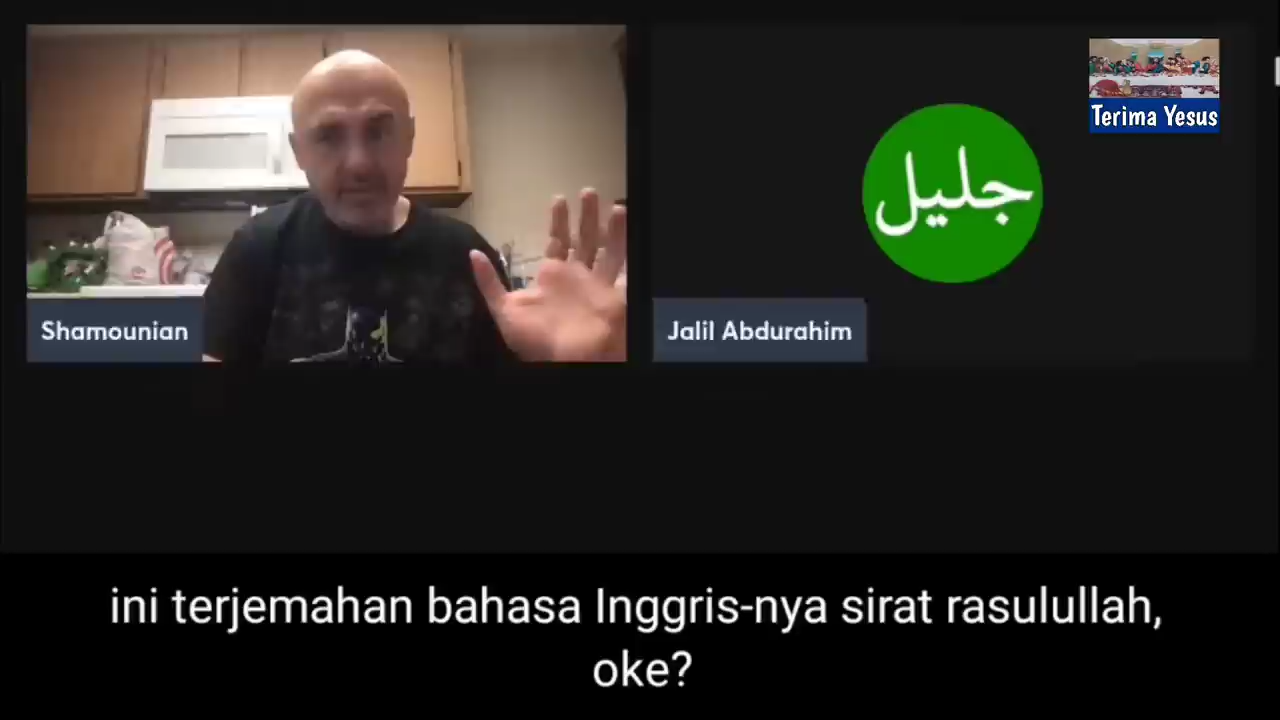 Terima Yesus
جليل
Shamounian
Jalil Abdurahim
ini terjemahan bahasa Inggris-nya sirat rasulullah,
oke?